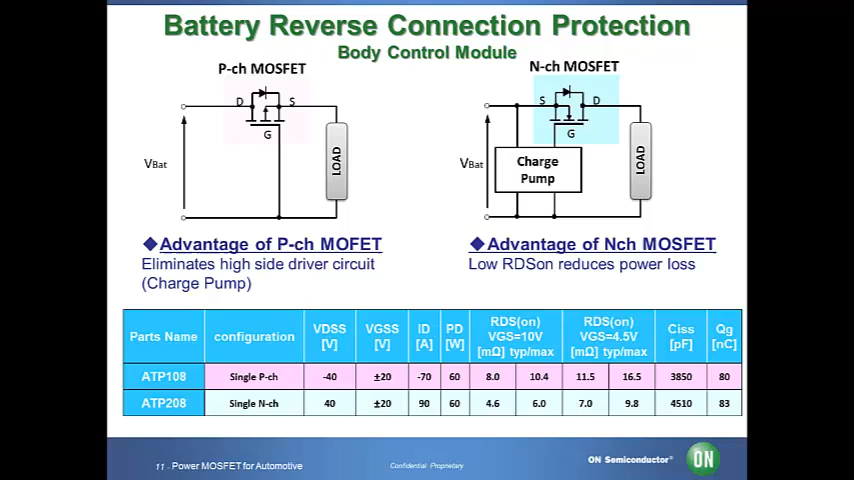 Battery Reverse Connection Protection
Body Control Module
P-ch MOSFET
D
S
G
VBat
LOAD
N-ch MOSFET
S
D
G
VBat
Charge
Pump
LOAD
◆Advantage of P-ch MOFET
Eliminates high side driver circuit
(Charge Pump)
◆Advantage of Nch MOSFET
Low RDSon reduces power loss
Parts Name configuration VDSS [V] VGSS [V] ID [A] PD [W] RDS(on) VGS=10V [mΩ] typ/max RDS(on) VGS=4.5V [mΩ] typ/max Ciss [pF] Qg [nC]
ATP108 Single P-ch -40 ±20 -70 60 8.0 10.4 11.5 16.5 3850 80
ATP208 Single N-ch 40 ±20 90 60 4.6 6.0 7.0 9.8 4510 83
11 - Power MOSFET for Automotive
Confidential Proprietary
ON Semiconductor®
ON